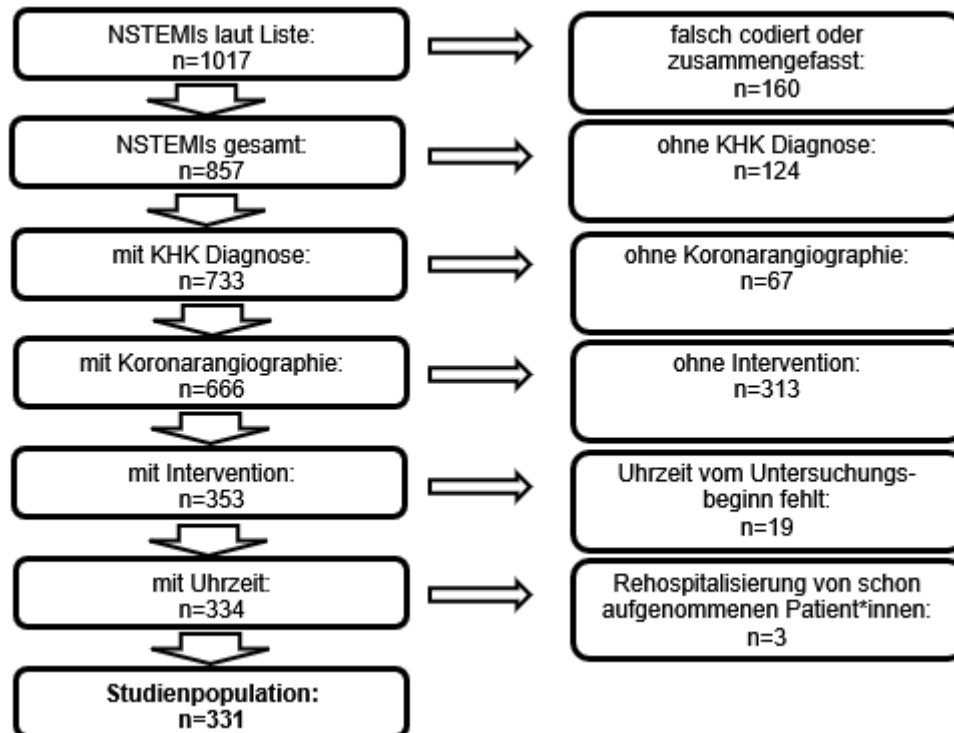 NSTEMIs laut Liste:
n=1017
falsch codiert oder
zusammengefasst:
n=160
NSTEMIs gesamt:
n=857
ohne KHK Diagnose:
n=124
mit KHK Diagnose:
n=733
ohne Koronarangiographie:
n=67
mit Koronarangiographie:
n=666
ohne Intervention:
n=313
mit Intervention:
n=353
Uhrzeit vom Untersuchungs-
beginn fehlt:
n=19
mit Uhrzeit:
n=334
Rehospitalisierung von schon
aufgenommenen Patient*innen:
n=3
Studienpopulation:
n=331